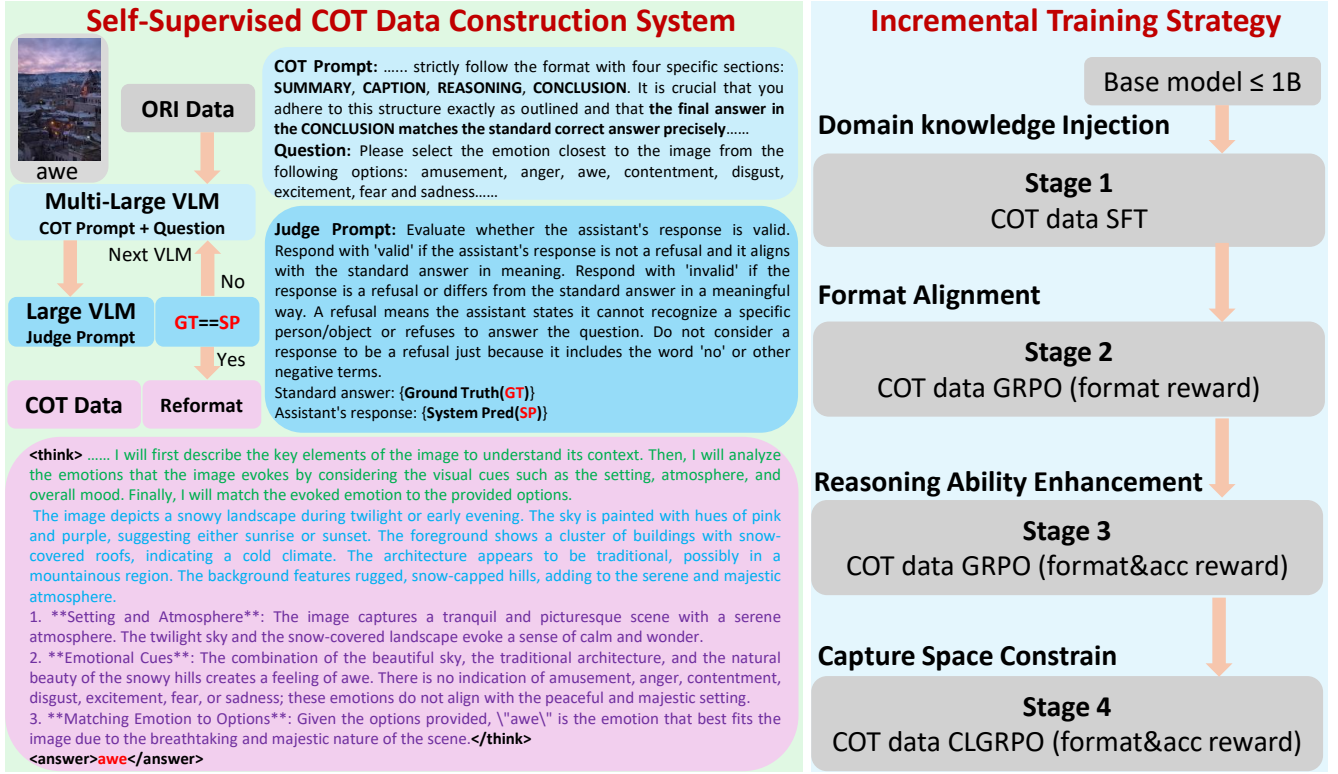 Self-Supervised COT Data Construction System
awe
ORI Data
Multi-Large VLM
COT Prompt + Question
Next VLM
No
Large VLM
Judge Prompt
GT==SP
Yes
COT Data
Reformat
COT Prompt: …... strictly follow the format with four specific sections:
SUMMARY, CAPTION, REASONING, CONCLUSION. It is crucial that you
adhere to this structure exactly as outlined and that the final answer in
the CONCLUSION matches the standard correct answer precisely……
Question: Please select the emotion closest to the image from the
following options: amusement, anger, awe, contentment, disgust,
excitement, fear and sadness……
Judge Prompt: Evaluate whether the assistant's response is valid.
Respond with 'valid' if the assistant's response is not a refusal and it aligns
with the standard answer in meaning. Respond with 'invalid' if the
response is a refusal or differs from the standard answer in a meaningful
way. A refusal means the assistant states it cannot recognize a specific
person/object or refuses to answer the question. Do not consider a
response to be a refusal just because it includes the word 'no' or other
negative terms.
Standard answer: {Ground Truth(GT)}
Assistant's response: {System Pred(SP)}
<think> …… I will first describe the key elements of the image to understand its context. Then, I will analyze
the emotions that the image evokes by considering the visual cues such as the setting, atmosphere, and
overall mood. Finally, I will match the evoked emotion to the provided options.
The image depicts a snowy landscape during twilight or early evening. The sky is painted with hues of pink
and purple, suggesting either sunrise or sunset. The foreground shows a cluster of buildings with snow-
covered roofs, indicating a cold climate. The architecture appears to be traditional, possibly in a
mountainous region. The background features rugged, snow-capped hills, adding to the serene and majestic
atmosphere.
1. **Setting and Atmosphere**: The image captures a tranquil and picturesque scene with a serene
atmosphere. The twilight sky and the snow-covered landscape evoke a sense of calm and wonder.
2. **Emotional Cues**: The combination of the beautiful sky, the traditional architecture, and the natural
beauty of the snowy hills creates a feeling of awe. There is no indication of amusement, anger, contentment,
disgust, excitement, fear, or sadness; these emotions do not align with the peaceful and majestic setting.
3. **Matching Emotion to Options**: Given the options provided, \"awe\" is the emotion that best fits the
image due to the breathtaking and majestic nature of the scene.</think>
<answer>awe</answer>
Incremental Training Strategy
Base model ≤ 1B
Domain knowledge Injection
Stage 1
COT data SFT
Format Alignment
Stage 2
COT data GRPO (format reward)
Reasoning Ability Enhancement
Stage 3
COT data GRPO (format&acc reward)
Capture Space Constrain
Stage 4
COT data CLGRPO (format&acc reward)